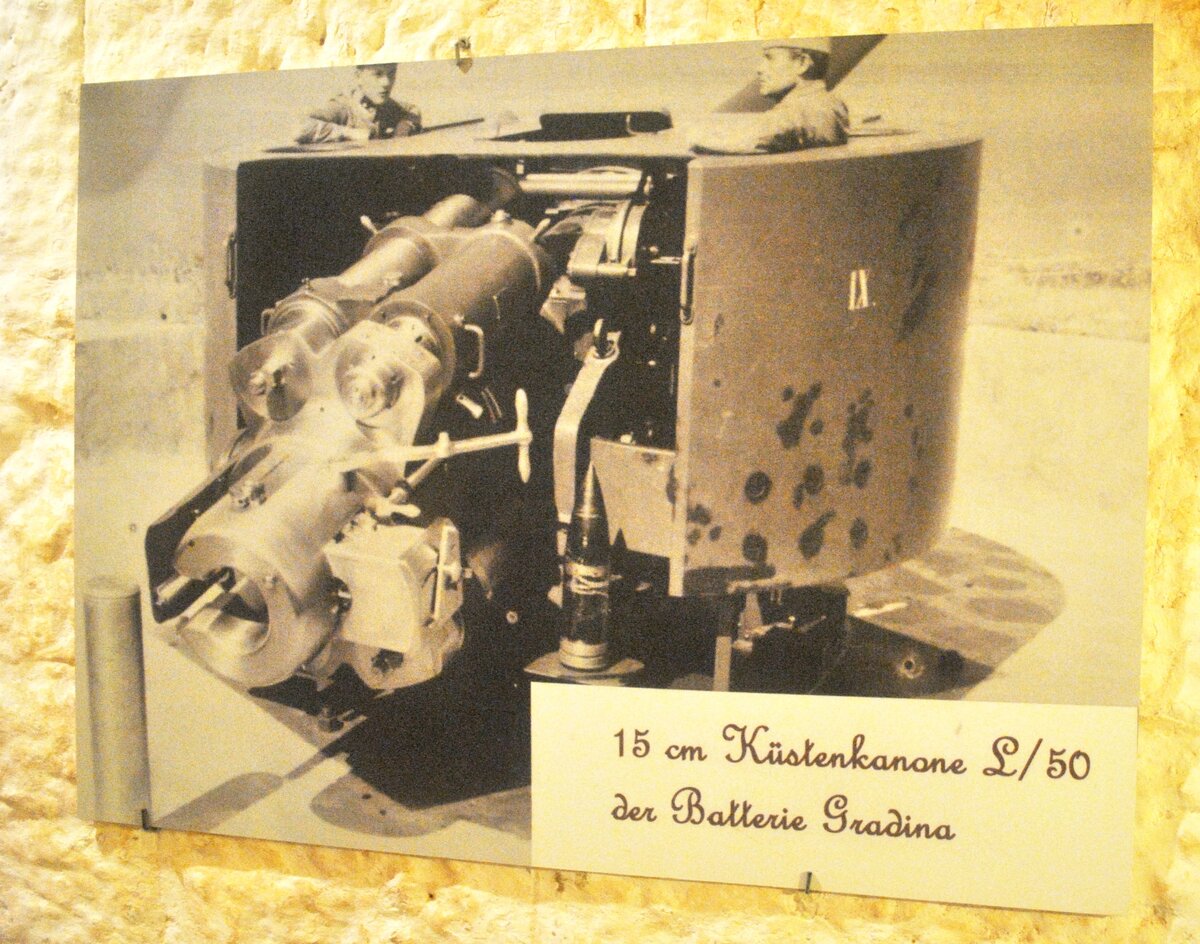 IX.
15 cm Küstenkanone L/50
der Batterie Gradina